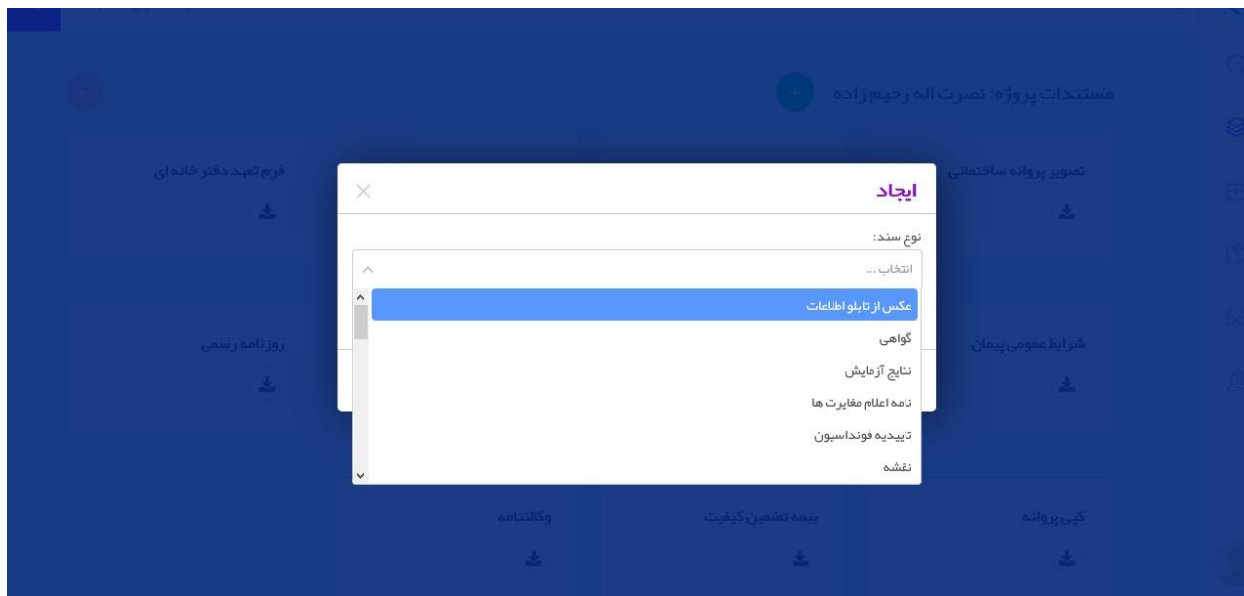 مستندات پروژه: نصرت اله رحیم زاده
تصویر پروانه ساختمانی
فرم تعهد دفتر خانه ای
ایجاد
نوع سند:
انتخاب ...
عکس از تابلو اطلاعات
گواهی
نتایج آزمایش
نامه اعلام مغایرت ها
تاییدیه فونداسیون
نقشه
شرایط عمومی پیمان
روزنامه رسمی
کپی پروانه
بیمه تضمین کیفیت
وکالتنامه